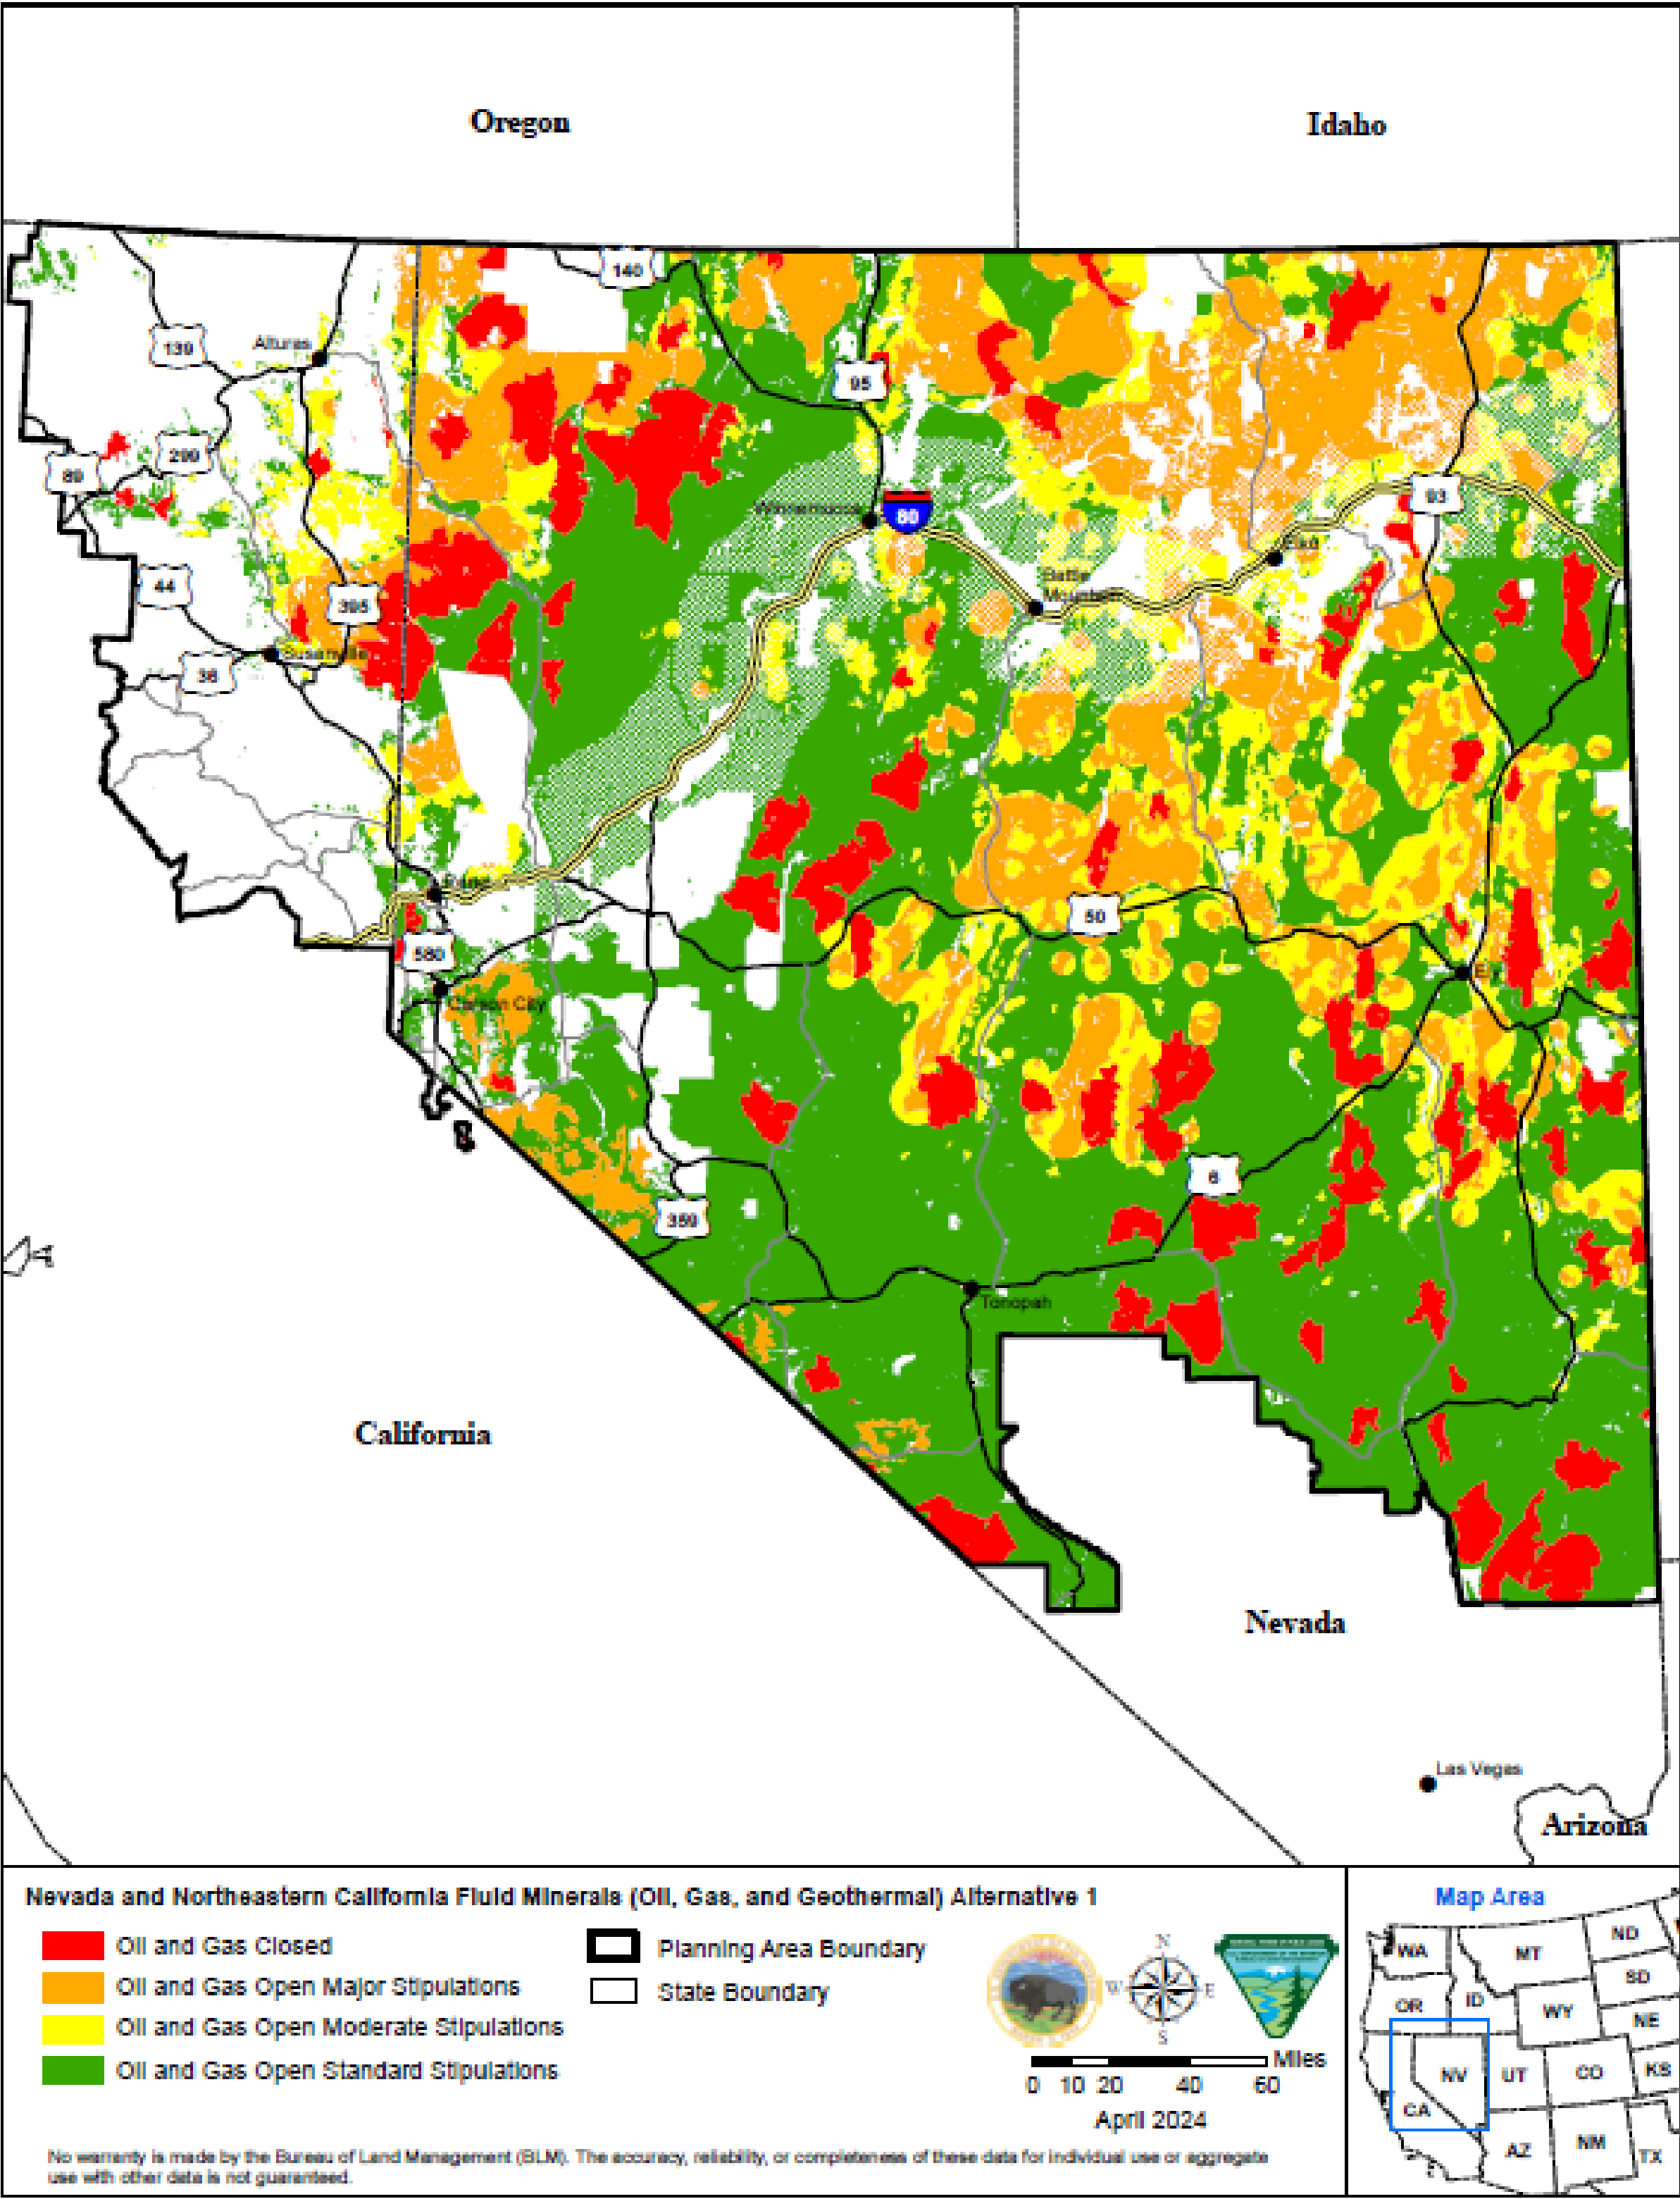 Oregon
Idaho
140
139
Alturas
95
299
89
93
Winnemucca
80
Elko
44
Battle
Mountain
395
Susanville
36
50
Reno
580
Ely
Carson City
6
359
Tonopah
California
Nevada
Las Vegas
Arizona
Nevada and Northeastern California Fluid Minerals (Oil, Gas, and Geothermal) Alternative 1
Oil and Gas Closed
Oil and Gas Open Major Stipulations
Oil and Gas Open Moderate Stipulations
Oil and Gas Open Standard Stipulations
Planning Area Boundary
State Boundary
N
W E
S
Miles
0 10 20 40 60
April 2024
No warranty is made by the Bureau of Land Management (BLM). The accuracy, reliability, or completeness of these data for individual use or aggregate
use with other data is not guaranteed.
Map Area
WA
MT
ND
SD
OR
ID
WY
NE
NV
UT
CO
KS
CA
AZ
NM
TX